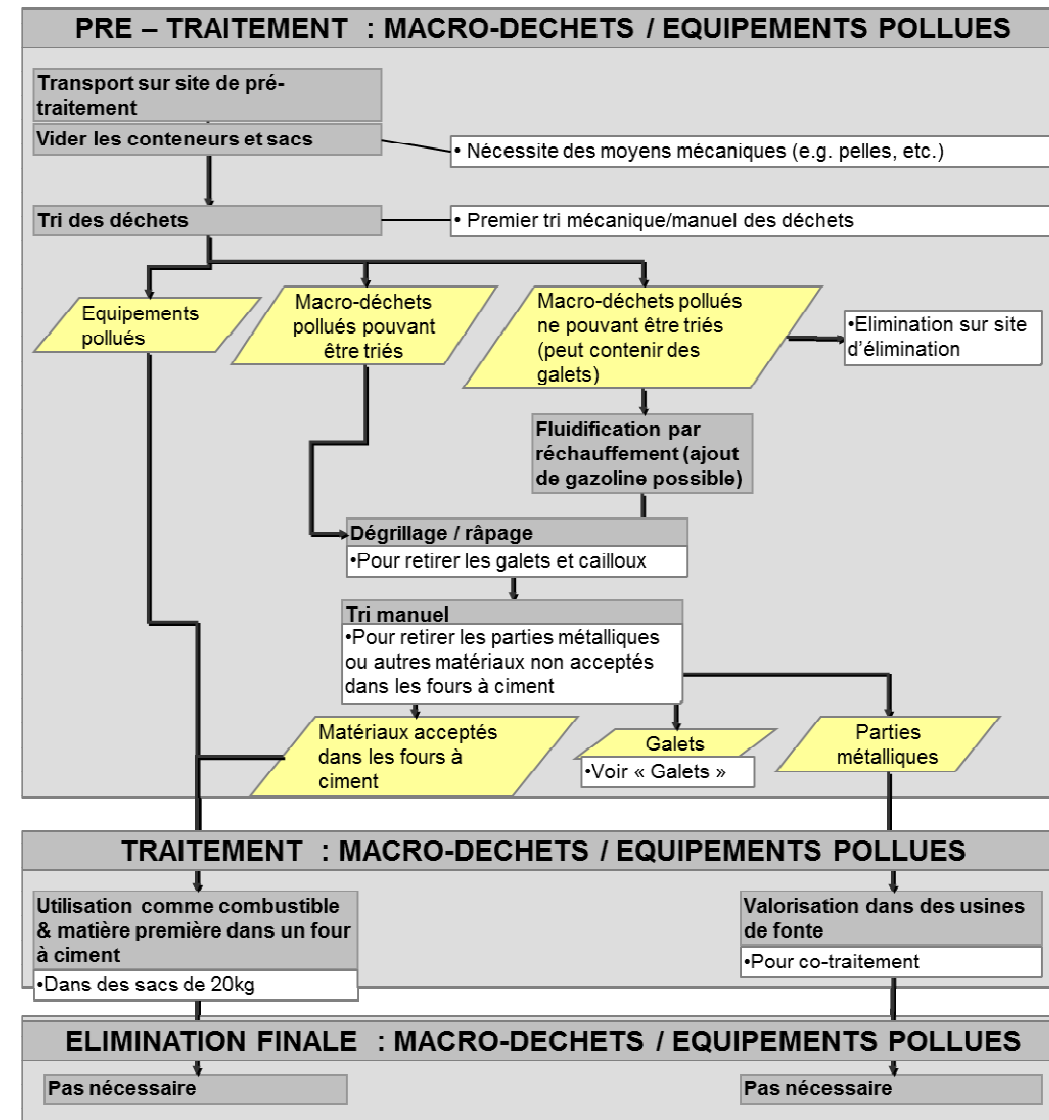 PRE – TRAITEMENT : MACRO-DECHETS / EQUIPEMENTS POLLUES
Transport sur site de pré-
traitement
Vider les conteneurs et sacs
• Nécessite des moyens mécaniques (e.g. pelles, etc.)
Tri des déchets
• Premier tri mécanique/manuel des déchets
Equipements
pollués
Macro-déchets
pollués pouvant
être triés
Macro-déchets pollués
ne pouvant être triés
(peut contenir des
galets)
•Elimination sur site
d'élimination
Fluidification par
réchauffement (ajout
de gazoline possible)
Dégrillage / râpage
•Pour retirer les galets et cailloux
Tri manuel
•Pour retirer les parties métalliques
ou autres matériaux non acceptés
dans les fours à ciment
Matériaux acceptés
dans les fours à
ciment
Galets
•Voir « Galets »
Parties
métalliques
TRAITEMENT : MACRO-DECHETS / EQUIPEMENTS POLLUES
Utilisation comme combustible
& matière première dans un four
à ciment
•Dans des sacs de 20kg
Valorisation dans des usines
de fonte
•Pour co-traitement
ELIMINATION FINALE : MACRO-DECHETS / EQUIPEMENTS POLLUES
Pas nécessaire
Pas nécessaire